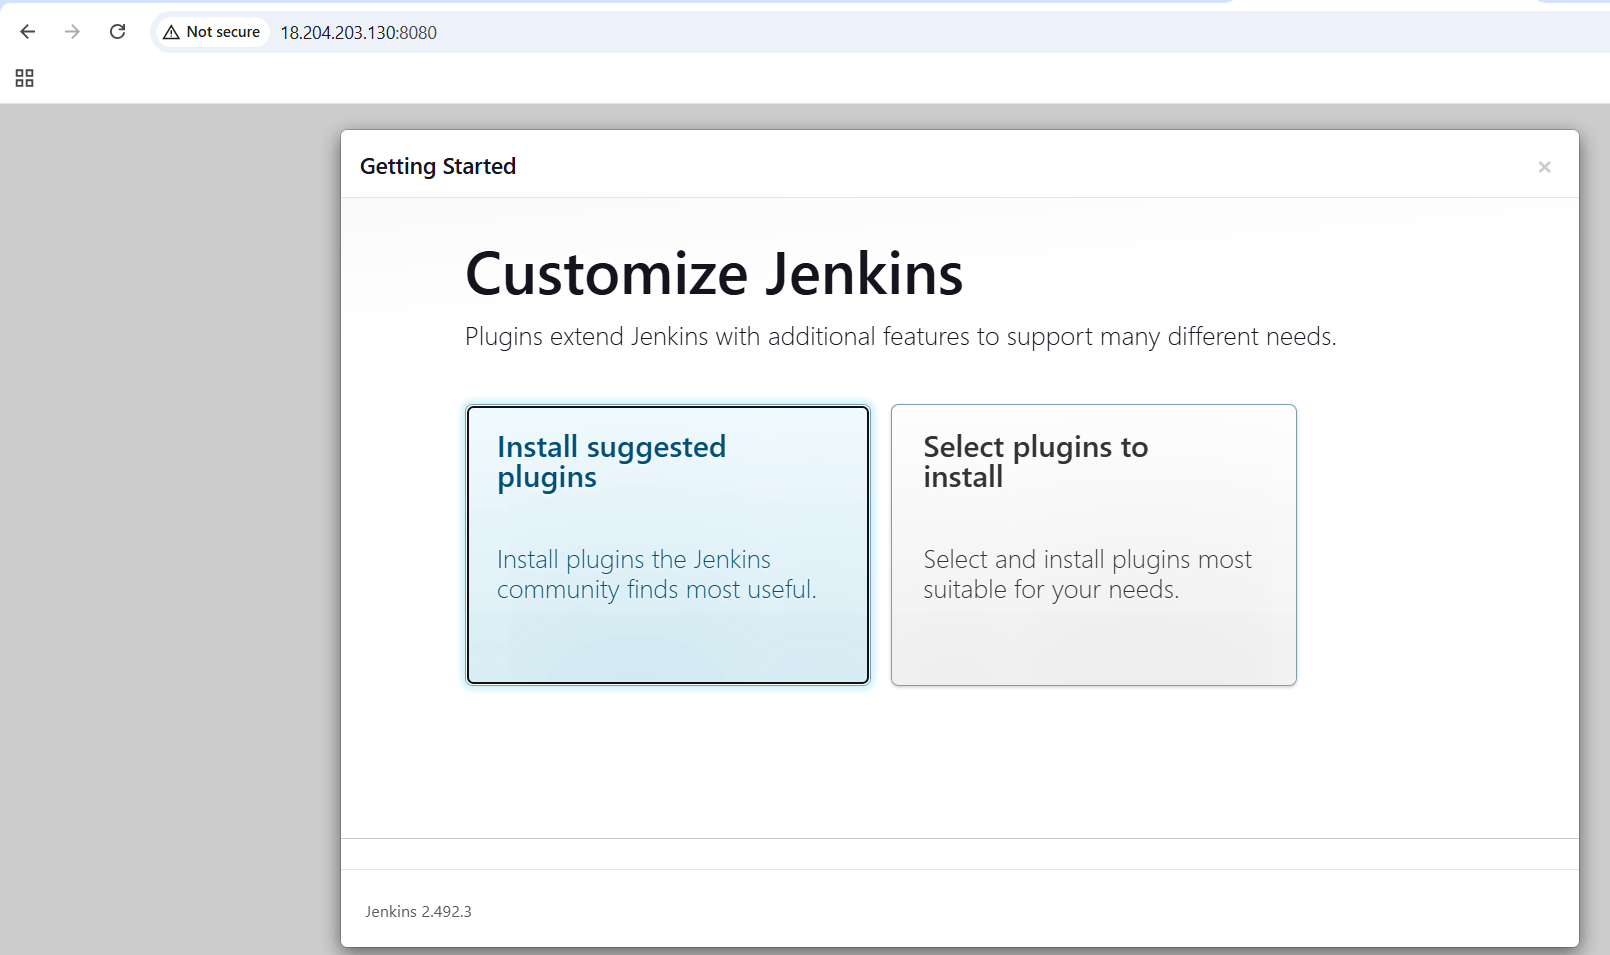 Not secure 18.204.203.130:8080
Getting Started ×
Customize Jenkins
Plugins extend Jenkins with additional features to support many different needs.
Install suggested
plugins
Install plugins the Jenkins
community finds most useful.
Select plugins to
install
Select and install plugins most
suitable for your needs.
Jenkins 2.492.3